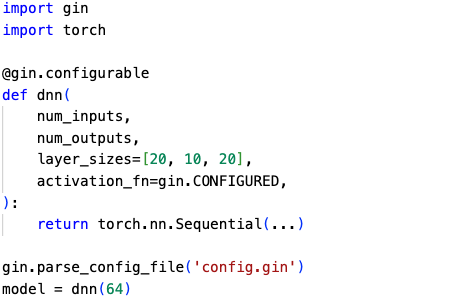 import gin
import torch

@gin.configurable
def dnn(
    num_inputs,
    num_outputs,
    layer_sizes=[20, 10, 20],
    activation_fn=gin.CONFIGURED,
):
    return torch.nn.Sequential(...)

gin.parse_config_file('config.gin')
model = dnn(64)